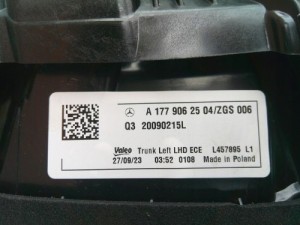 A 177 906 25 04/ZGS 006
Q3 20090215L
Valeo Trunk Left LHD ECE L457895 L1
27/09/23 03:52 0108 Made in Poland